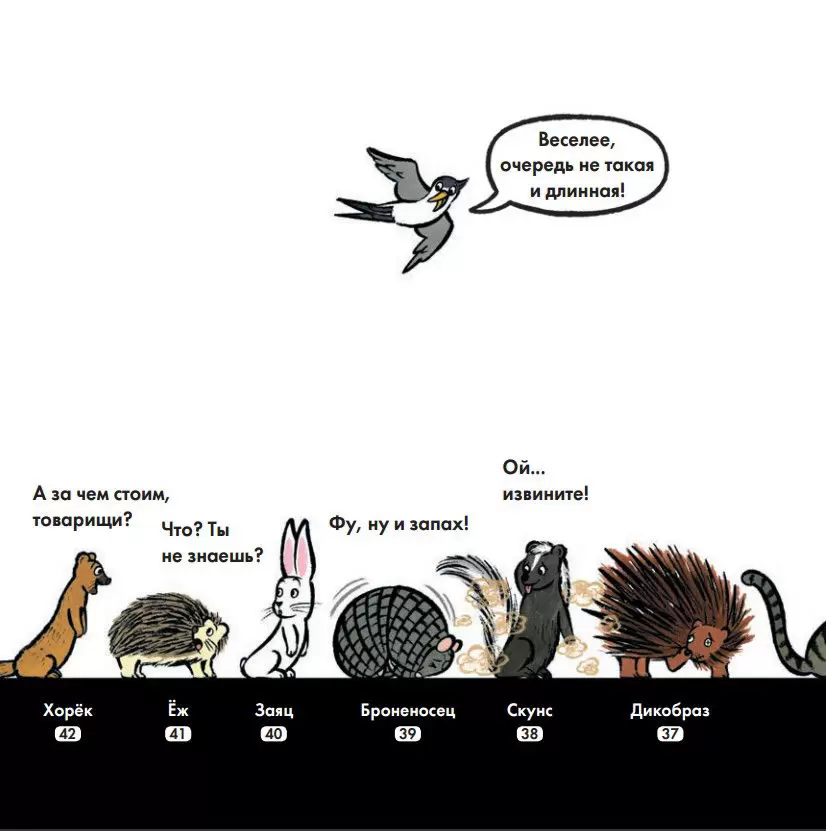 Веселее,
очередь не такая
и длинная!
Ой...
извините!
А за чем стоим,
товарищи?
Что? Ты
не знаешь?
Фу, ну и запах!
Хорёк
42
Ёж
41
Заяц
40
Броненосец
39
Скунс
38
Дикобраз
37